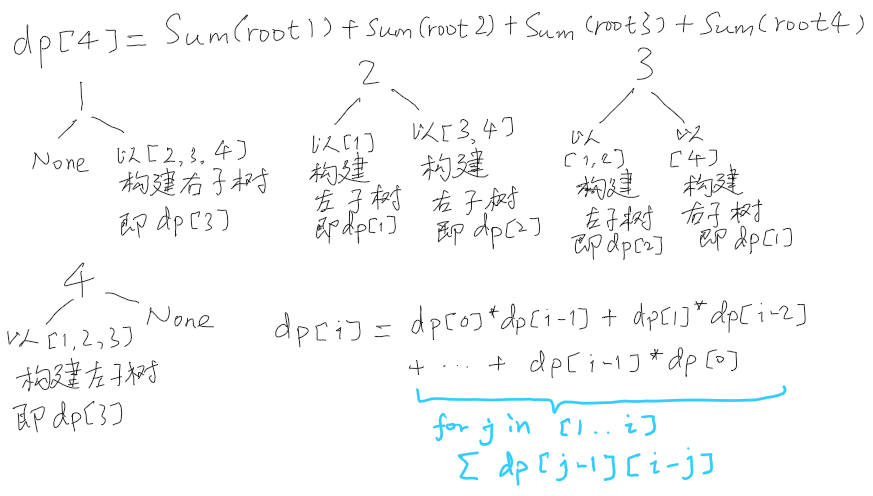 dp[4] = Sum(root1) + Sum(root2) + Sum(root3) + Sum(root4)
1
None
以[2,3,4]
构建右子树
即dp[3]
2
以[1]
构建
左子树
即dp[1]
以[3,4]
构建
右子树
即dp[2]
3
以
[1,2]
构建
左子树
即dp[2]
以
[4]
构建
右子树
即dp[1]
4
以[1,2,3]
构建左子树
即dp[3]
None
dp[i] = dp[0]*dp[i-1] + dp[1]*dp[i-2]
+ ... + dp[i-1]*dp[0]
for j in [1..i]
Σ dp[j-1][i-j]